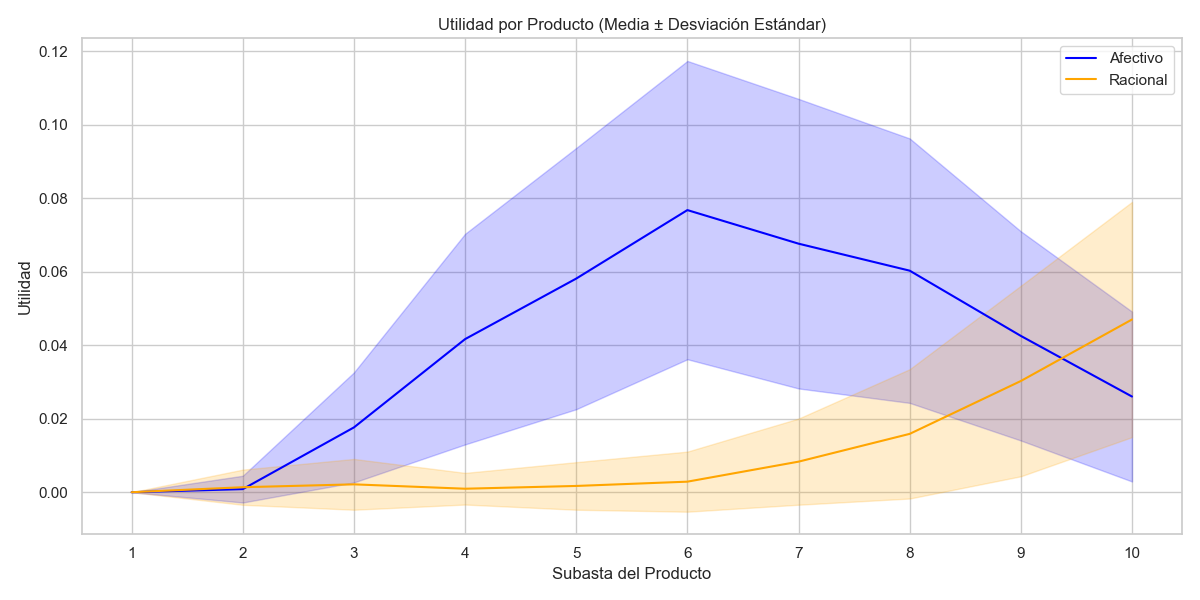 Utilidad por Producto (Media ± Desviación Estándar)
Afectivo
Racional
Utilidad
0.12
0.10
0.08
0.06
0.04
0.02
0.00
1 2 3 4 5 6 7 8 9 10
Subasta del Producto